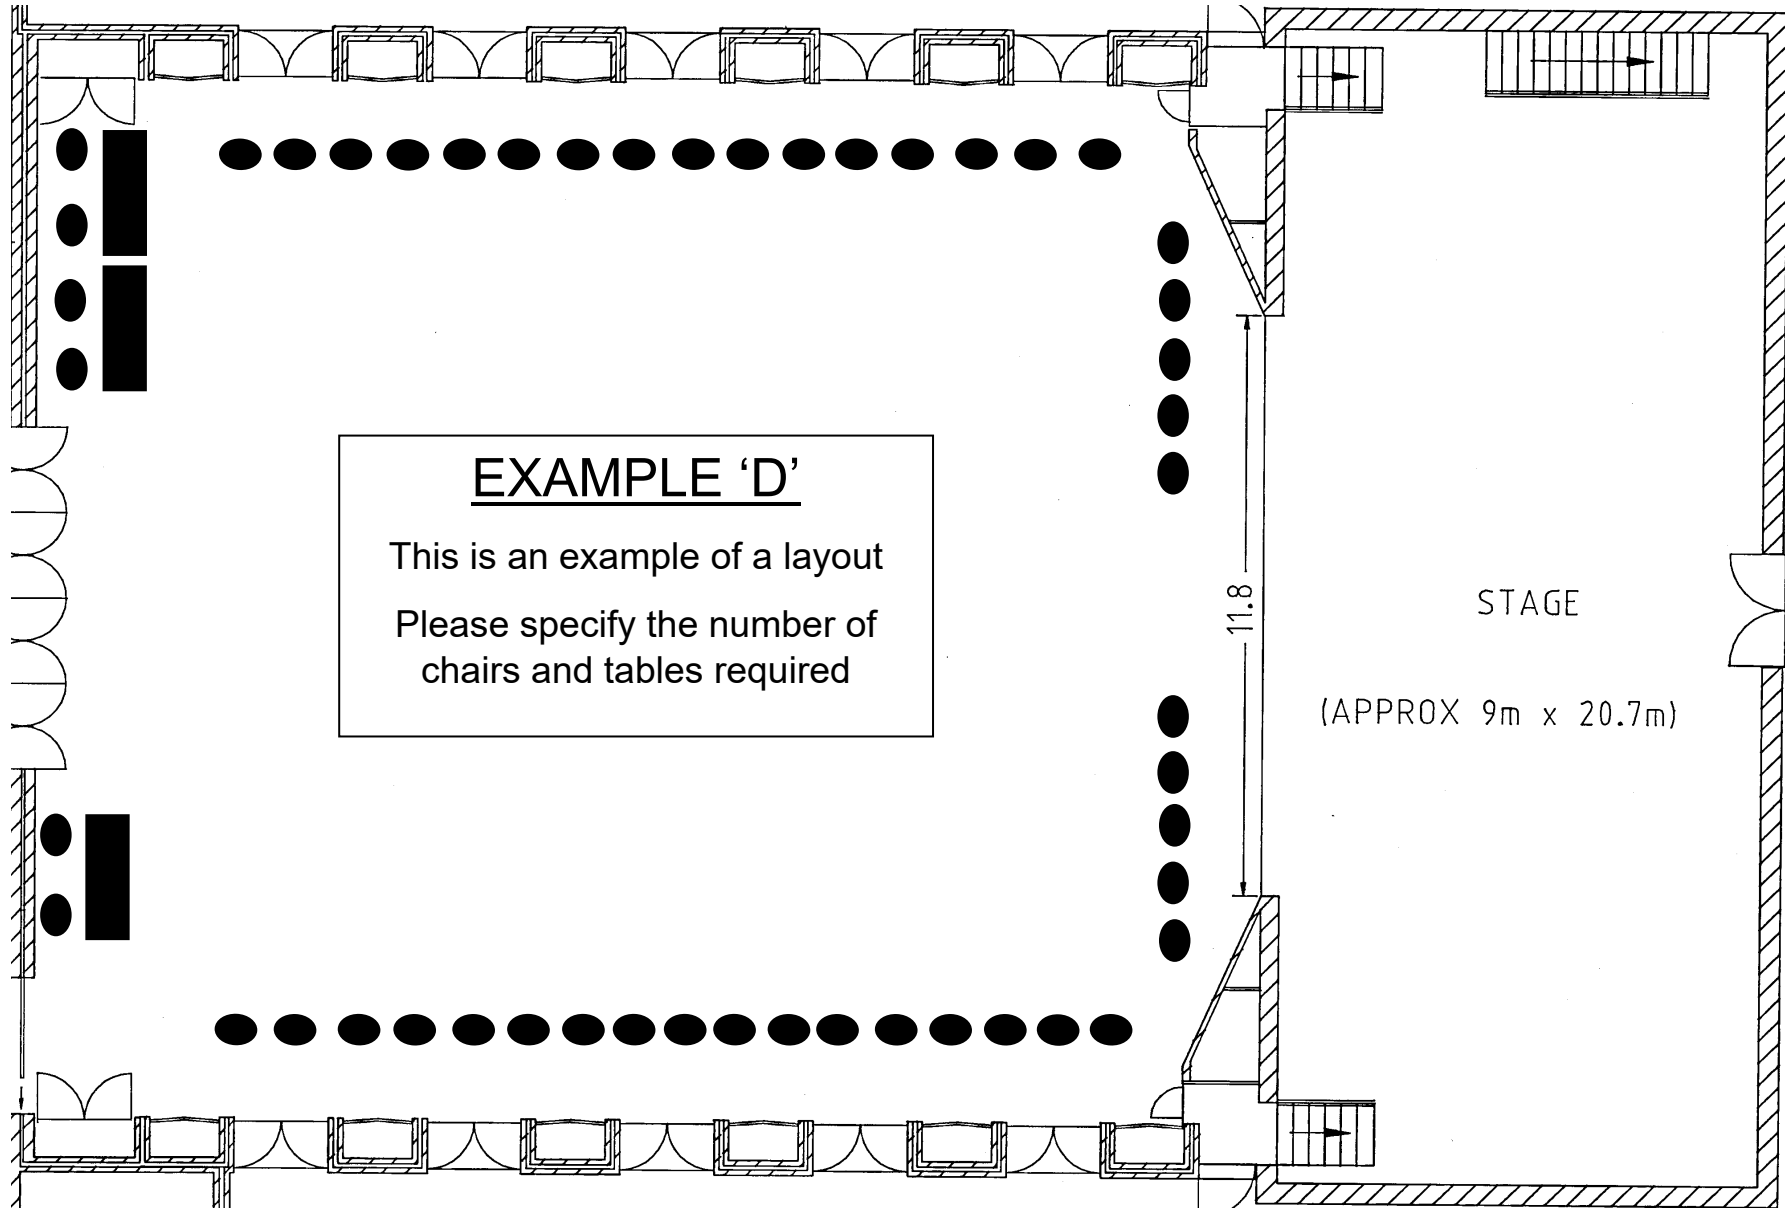 EXAMPLE ‘D’
This is an example of a layout
Please specify the number of
chairs and tables required
11.8
STAGE
(APPROX 9m x 20.7m)